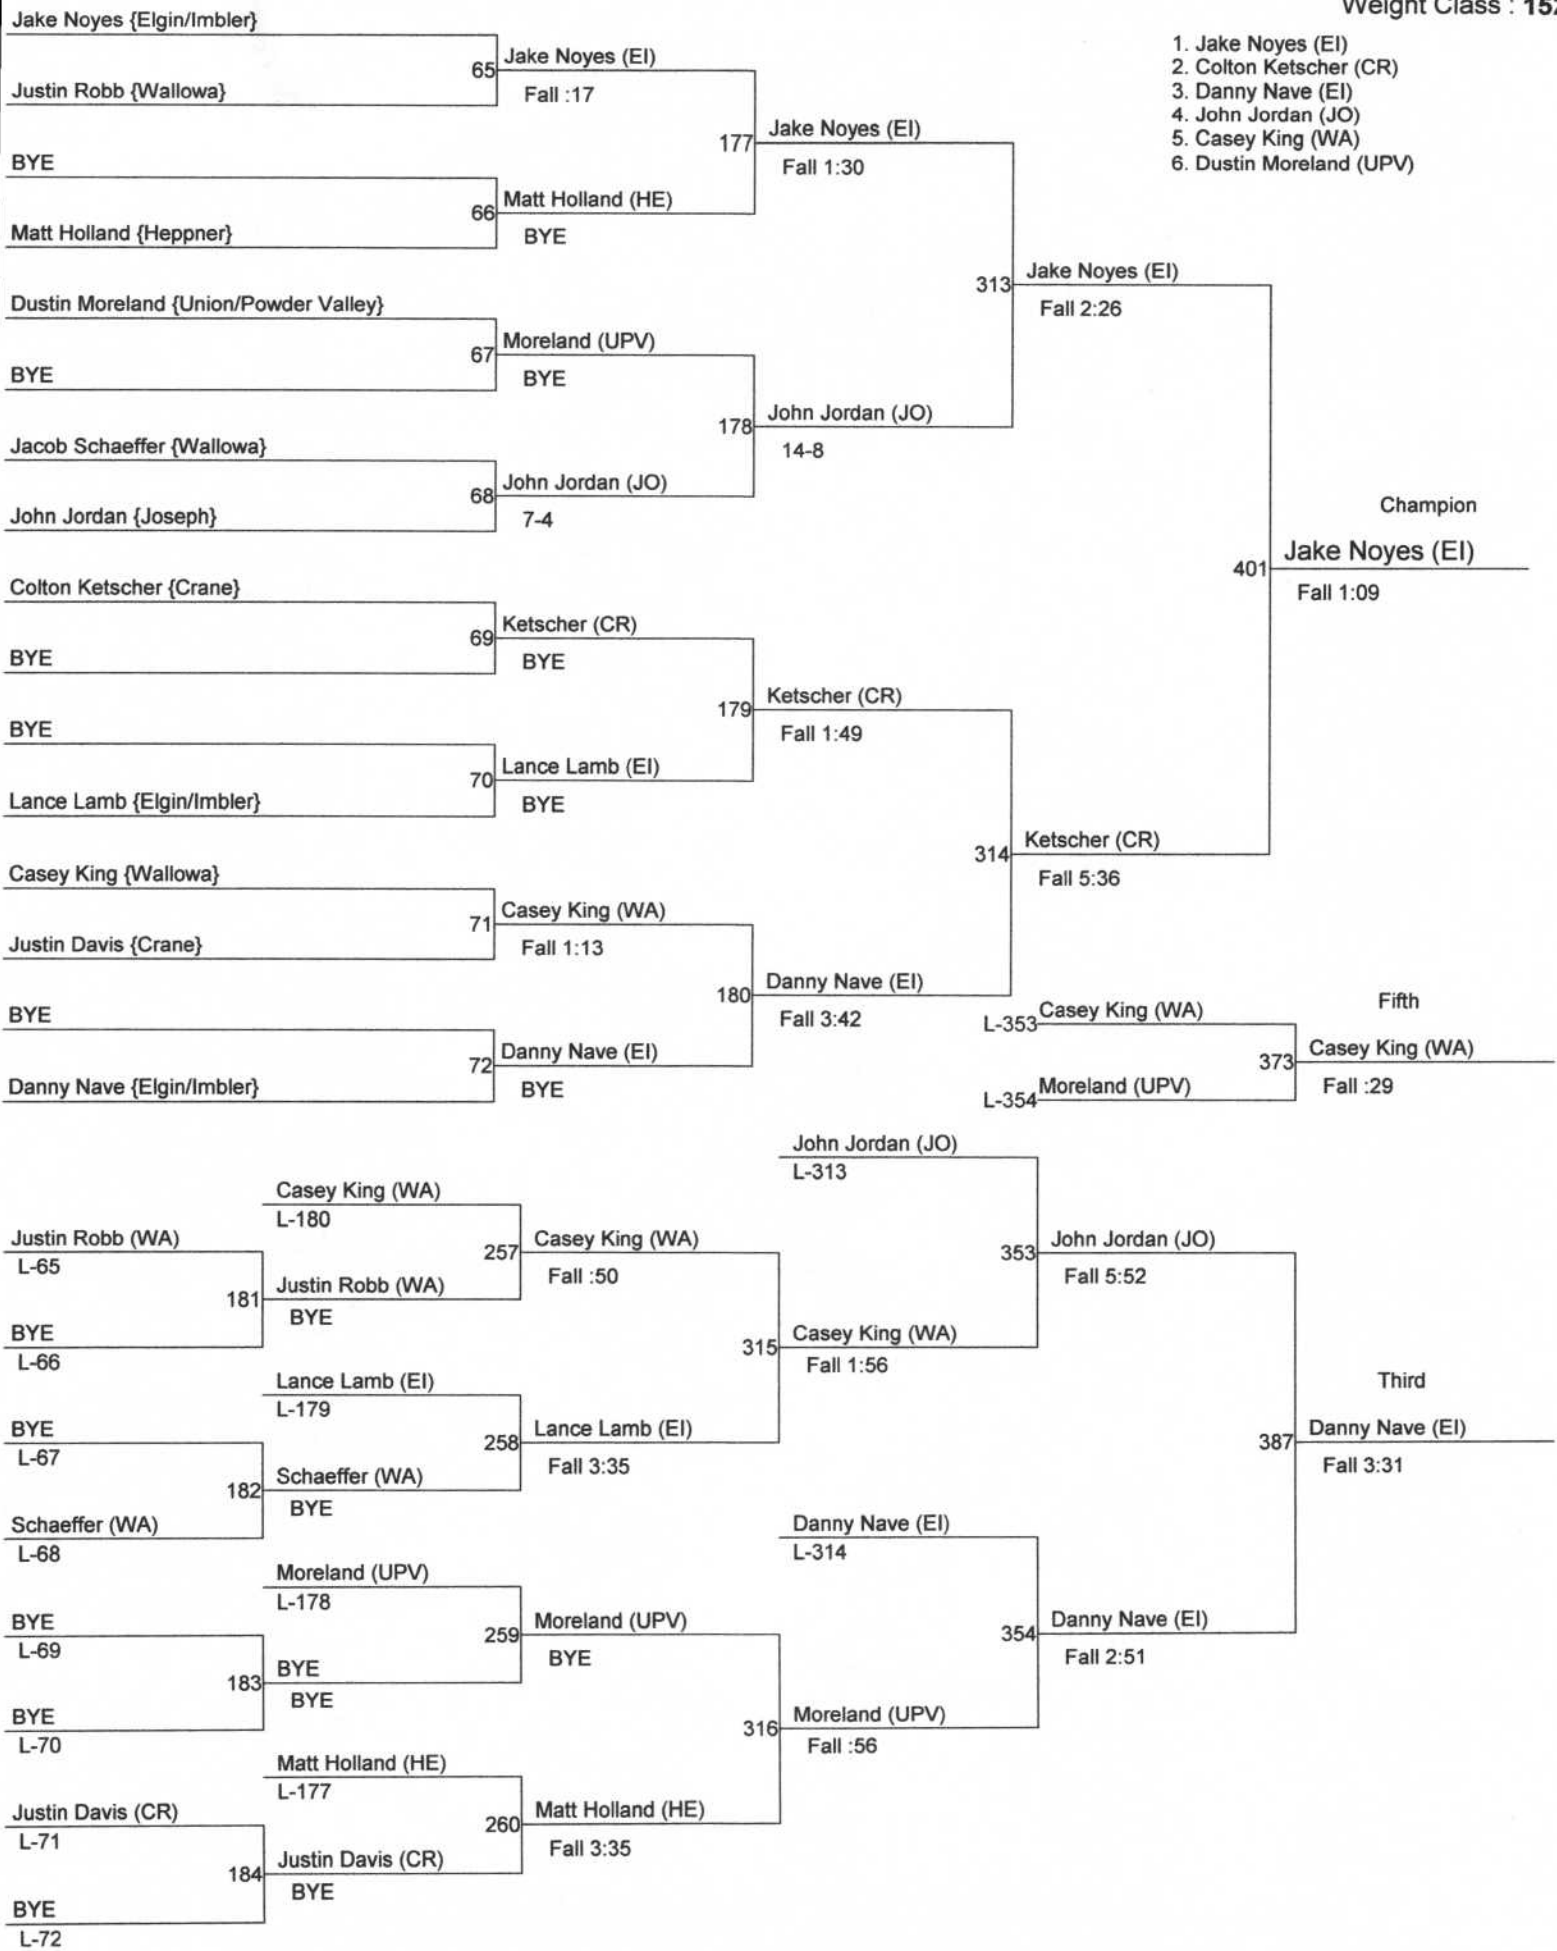 Weight Class : 152
1. Jake Noyes (EI)
2. Colton Ketscher (CR)
3. Danny Nave (EI)
4. John Jordan (JO)
5. Casey King (WA)
6. Dustin Moreland (UPV)
Jake Noyes {Elgin/Imbler}
65 Jake Noyes (EI)
Justin Robb {Wallowa}
Fall :17
177 Jake Noyes (EI)
Fall 1:30
BYE
66 Matt Holland (HE)
Matt Holland {Heppner}
BYE
313 Jake Noyes (EI)
Fall 2:26
Dustin Moreland {Union/Powder Valley}
67 Moreland (UPV)
BYE
BYE
178 John Jordan (JO)
14-8
Jacob Schaeffer {Wallowa}
68 John Jordan (JO)
John Jordan {Joseph}
7-4
Champion
401 Jake Noyes (EI)
Fall 1:09
Colton Ketscher {Crane}
69 Ketscher (CR)
BYE
BYE
179 Ketscher (CR)
Fall 1:49
BYE
70 Lance Lamb (EI)
Lance Lamb {Elgin/Imbler}
BYE
314 Ketscher (CR)
Fall 5:36
Casey King {Wallowa}
71 Casey King (WA)
Justin Davis {Crane}
Fall 1:13
180 Danny Nave (EI)
Fall 3:42
BYE
72 Danny Nave (EI)
Danny Nave {Elgin/Imbler}
BYE
Fifth
L-353 Casey King (WA)
373 Casey King (WA)
L-354 Moreland (UPV)
Fall :29
John Jordan (JO)
L-313
Casey King (WA)
L-180
Justin Robb (WA)
L-65
257 Casey King (WA)
Fall :50
353 John Jordan (JO)
Fall 5:52
181 Justin Robb (WA)
BYE
BYE
L-66
315 Casey King (WA)
Fall 1:56
Lance Lamb (EI)
L-179
Third
BYE
L-67
258 Lance Lamb (EI)
Fall 3:35
387 Danny Nave (EI)
Fall 3:31
182 Schaeffer (WA)
BYE
Schaeffer (WA)
L-68
Danny Nave (EI)
L-314
Moreland (UPV)
L-178
BYE
L-69
259 Moreland (UPV)
BYE
354 Danny Nave (EI)
Fall 2:51
183 BYE
BYE
BYE
L-70
316 Moreland (UPV)
Fall :56
Matt Holland (HE)
L-177
Justin Davis (CR)
L-71
260 Matt Holland (HE)
Fall 3:35
184 Justin Davis (CR)
BYE
BYE
L-72